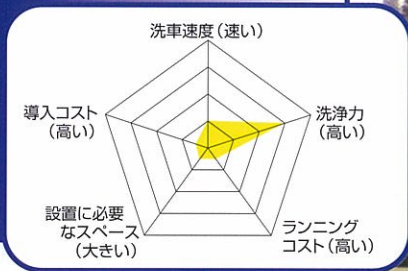 洗車速度（速い）
導入コスト
（高い）
洗浄力
（高い）
設置に必要
なスペース
（大きい）
ランニング
コスト（高い）